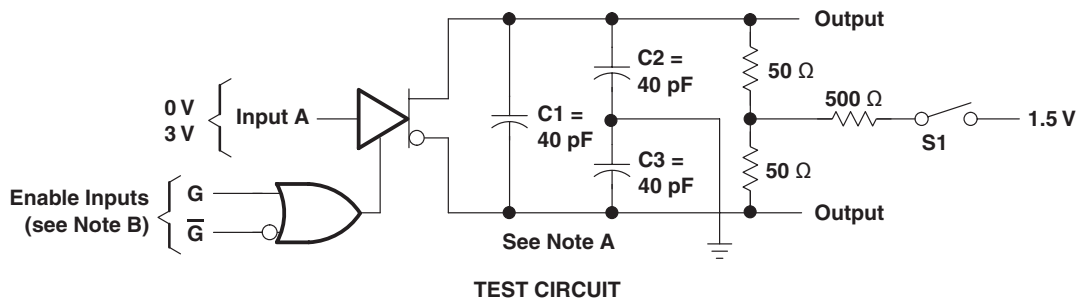 Output
C2 =
40 pF
50 Ω
0 V
3 V
Input A
C1 =
40 pF
500 Ω
1.5 V
S1
C3 =
40 pF
50 Ω
Enable Inputs
(see Note B)
G
G̅
Output
See Note A
TEST CIRCUIT